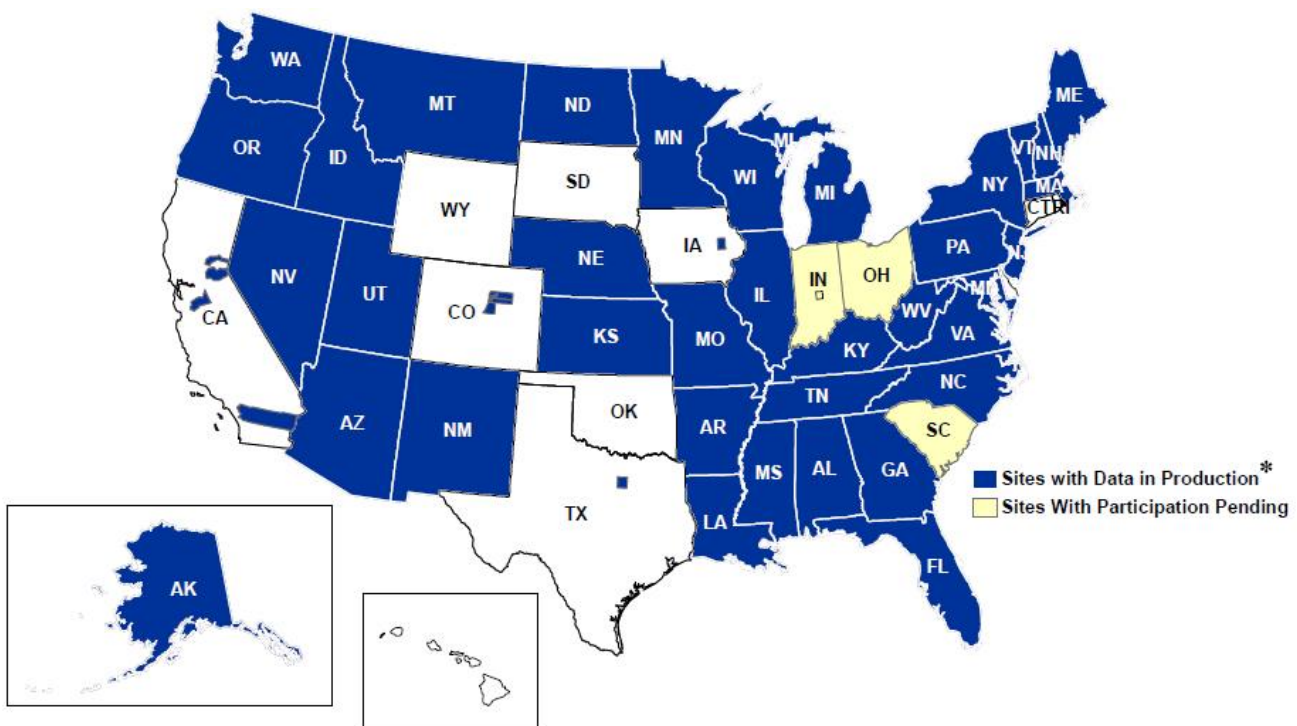 WA
MT
ND
MN
ME
OR
ID
SD
WI
MI
MI
NY
VT
NH
MA
CT
RI
WY
NE
IA
PA
NJ
NV
UT
CO
KS
MO
IL
IN
OH
MD
WV
VA
KY
CA
AZ
NM
OK
AR
TN
NC
SC
TX
LA
MS
AL
GA
FL
AK
Sites with Data in Production*
Sites With Participation Pending